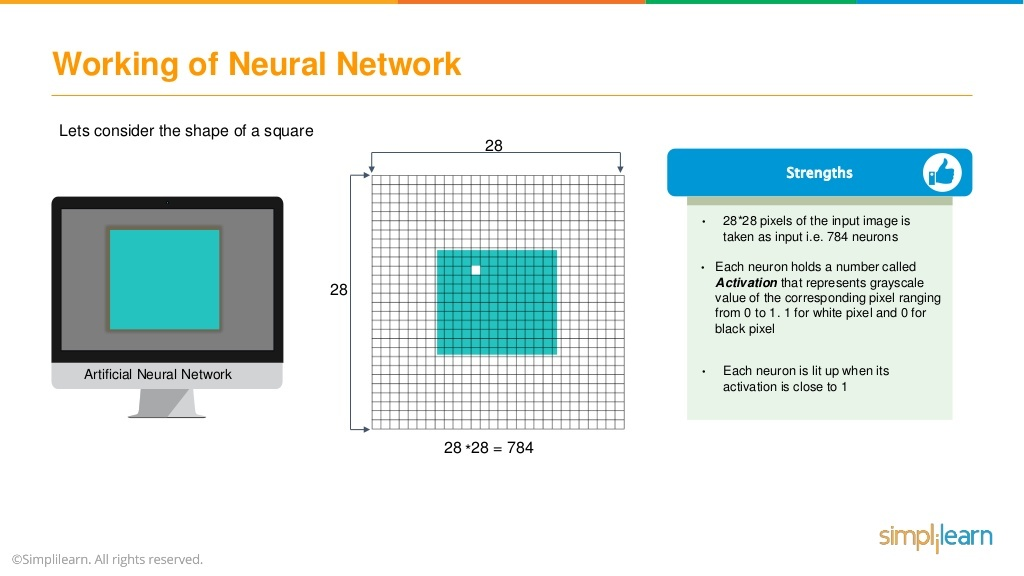 Working of Neural Network
Lets consider the shape of a square
28
28
Artificial Neural Network
28 *28 = 784
Strengths
• 28*28 pixels of the input image is
taken as input i.e. 784 neurons
• Each neuron holds a number called
Activation that represents grayscale
value of the corresponding pixel ranging
from 0 to 1. 1 for white pixel and 0 for
black pixel
• Each neuron is lit up when its
activation is close to 1
©Simplilearn. All rights reserved.
simplilearn